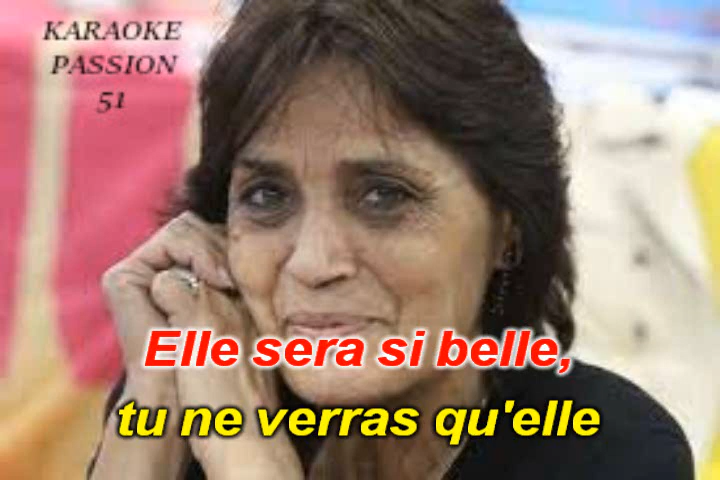 KARAOKE
PASSION
51
Elle sera si belle,
tu ne verras qu'elle